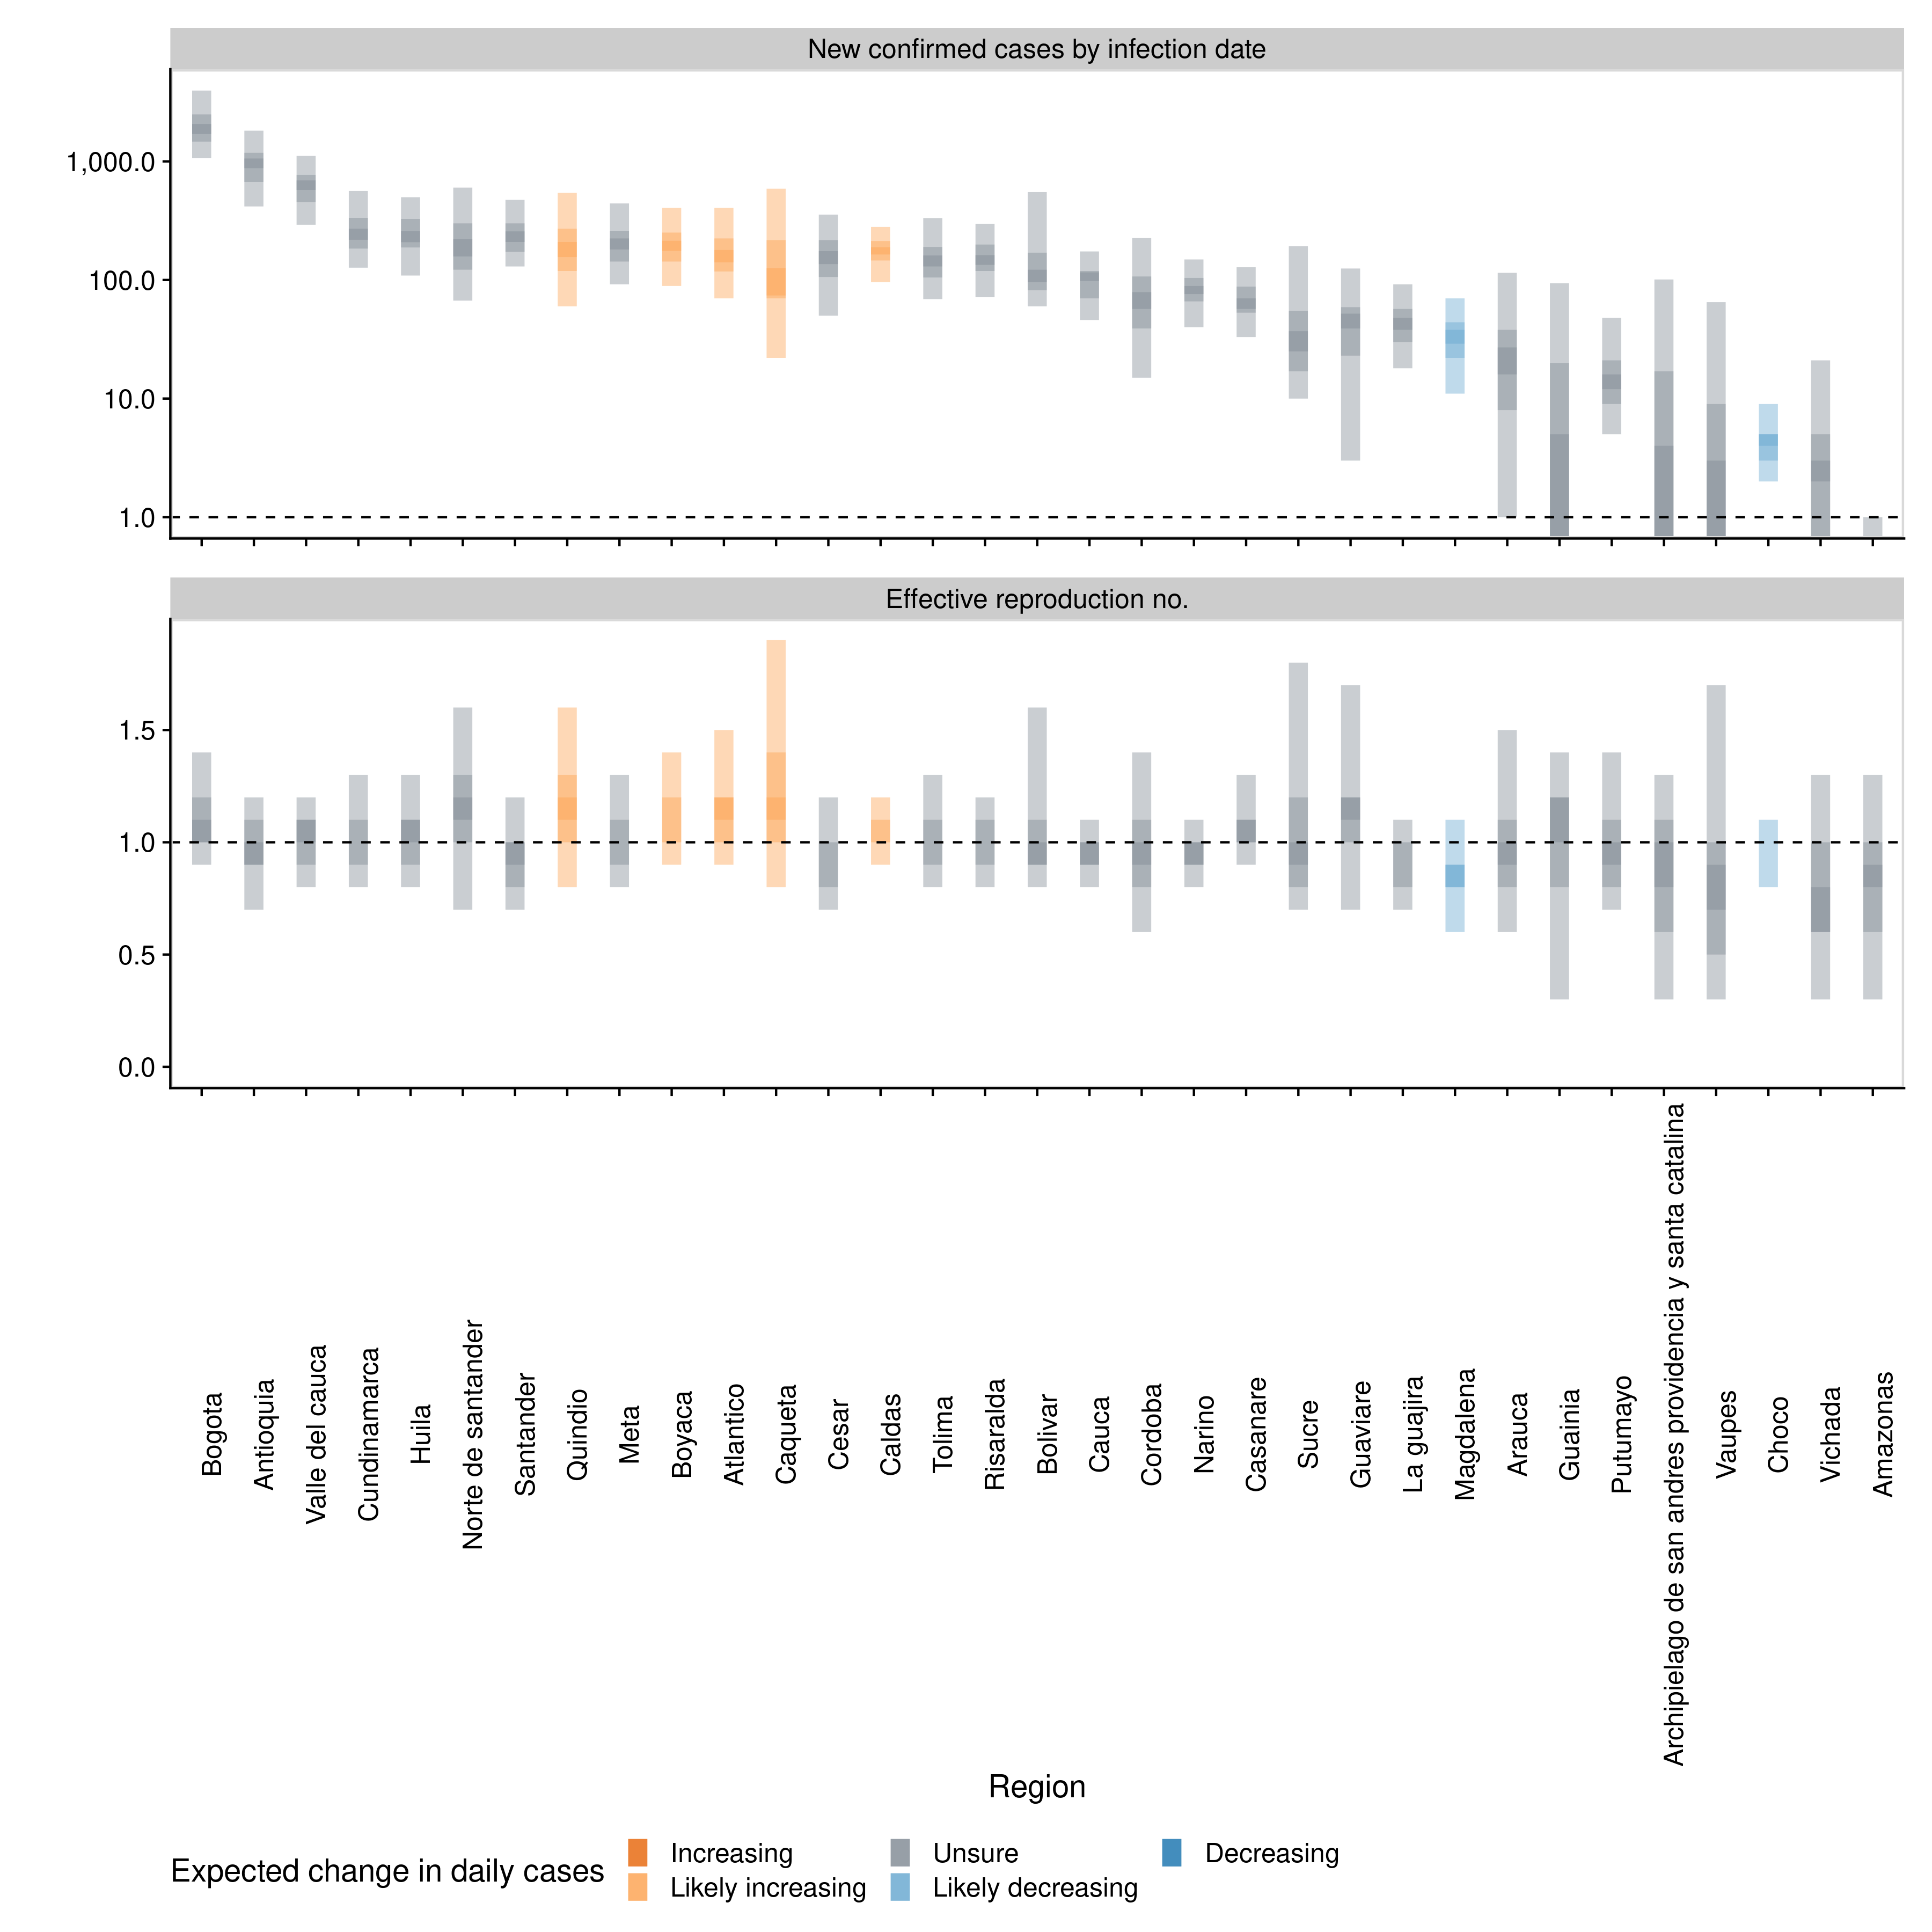 New confirmed cases by infection date
1,000.0
100.0
10.0
1.0
Effective reproduction no.
1.5
1.0
0.5
0.0
Bogota
Antioquia
Valle del cauca
Cundinamarca
Huila
Norte de santander
Santander
Quindio
Meta
Boyaca
Atlantico
Caqueta
Cesar
Caldas
Tolima
Risaralda
Bolivar
Cauca
Cordoba
Narino
Casanare
Sucre
Guaviare
La guajira
Magdalena
Arauca
Guainia
Putumayo
Archipielago de san andres providencia y santa catalina
Vaupes
Choco
Vichada
Amazonas
Region
Expected change in daily cases
Increasing
Likely increasing
Unsure
Likely decreasing
Decreasing